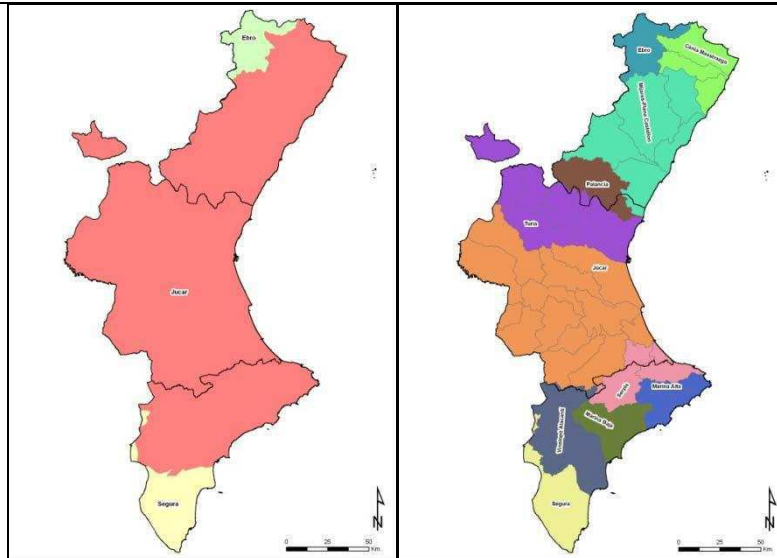 Ebro
Jucar
Segura
N
0 25 50
Km.
Ebro
Cenia Maestrazgo
Mijares-Plana Castellon
Palancia
Turia
Jucar
Serpis
Marina Alta
Marina Baja
Vinalopó Alacantí
Segura
N
0 25 50
Km.